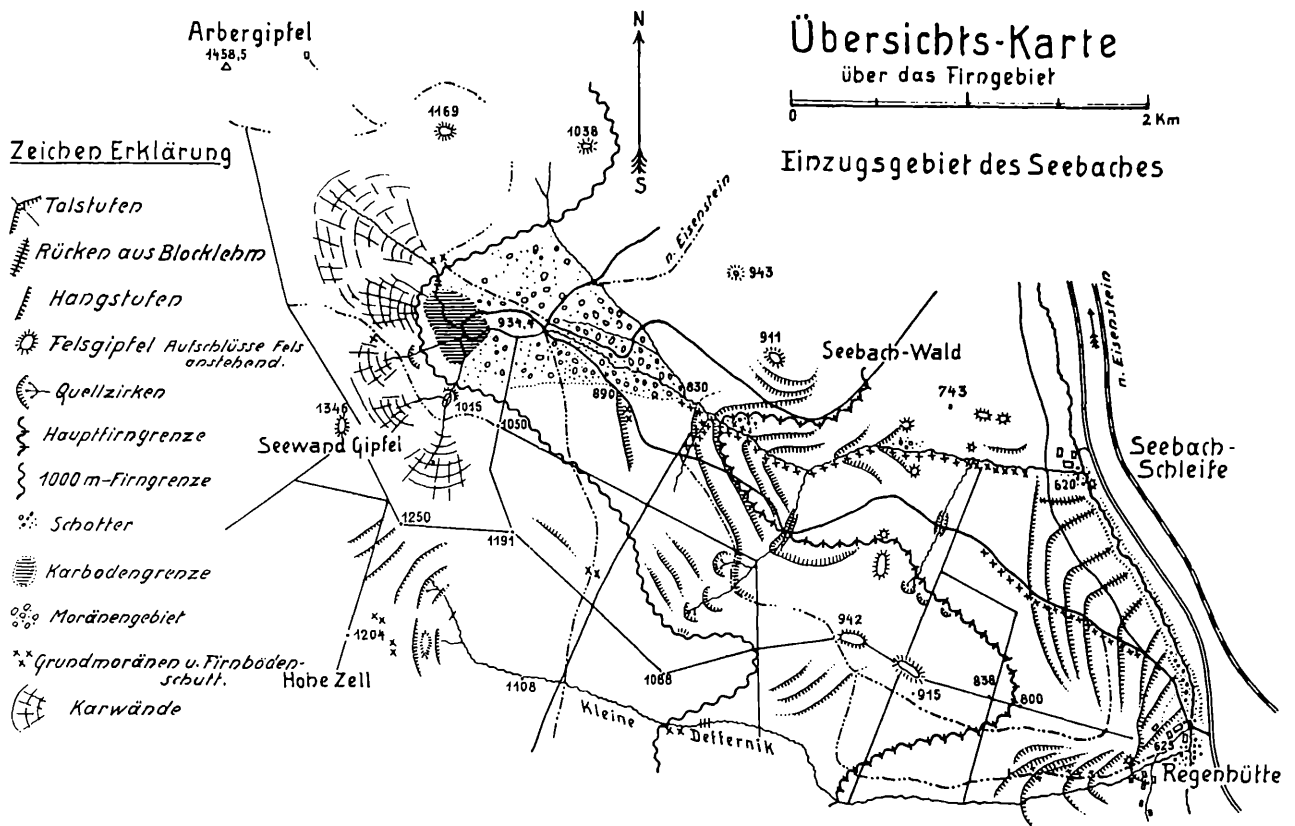 Übersichts-Karte
über das Firngebiet
0 2 Km
Einzugsgebiet des Seebaches
N
S
Arbergipfel
1458,5
1169
1038
Zeichen Erklärung
Talstufen
Rücken aus Blocklehm
Hangstufen
Felsgipfel Aufschlüsse Fels
anstehend.
Quellzirken
Hauptfirngrenze
1000 m-Firngrenze
Schotter
Karbodengrenze
Moränengebiet
Grundmoränen u. Firnböden-
schutt.
Karwände
n. Eisenstein
943
n. Eisenstein
934,4
911
Seebach-Wald
890
830
743
1346
1015
1030
Seewand Gipfel
Seebach-
Schleife
620
1250
1191
1204
Hohe Zell
942
1088
915
838
800
1108
Kleine
Deffernik
625
Regenhütte